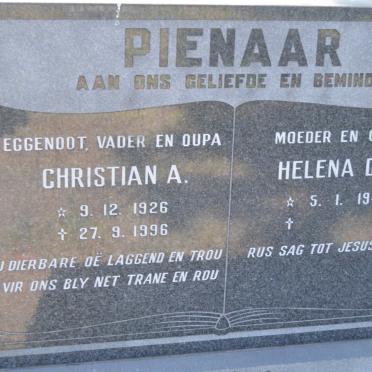 PIENAAR
AAN ONS GELIEFDE EN BEMIND
EGGENOOT, VADER EN OUPA
CHRISTIAN A.
☆ 9. 12. 1926
✝ 27. 9. 1996
DIERBARE OË LAGGEND EN TROU
VIR ONS BLY NET TRANE EN ROU
MOEDER EN
HELENA
☆ 5. 1. 19
✝
RUS SAG TOT JESUS